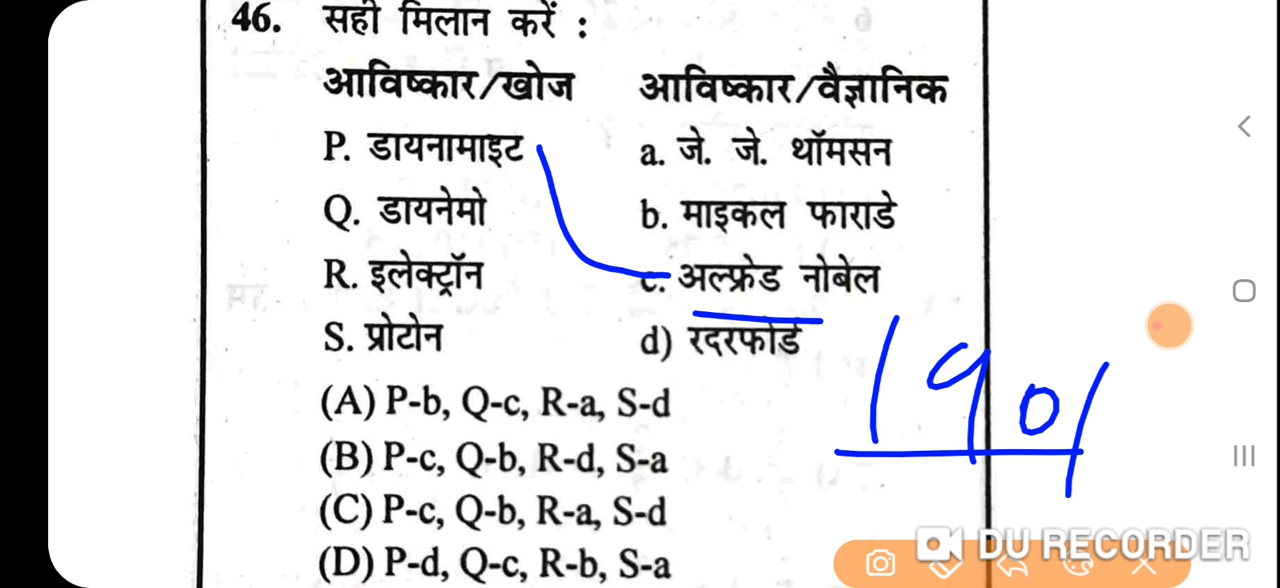 46. सही मिलान करें :
आविष्कार/खोज आविष्कार/वैज्ञानिक
P. डायनामाइट a. जे. जे. थॉमसन
Q. डायनेमो b. माइकल फाराडे
R. इलेक्ट्रॉन c. अल्फ्रेड नोबेल
S. प्रोटोन d) रदरफोर्ड
1901
(A) P-b, Q-c, R-a, S-d
(B) P-c, Q-b, R-d, S-a
(C) P-c, Q-b, R-a, S-d
(D) P-d, Q-c, R-b, S-a
DU RECORDER